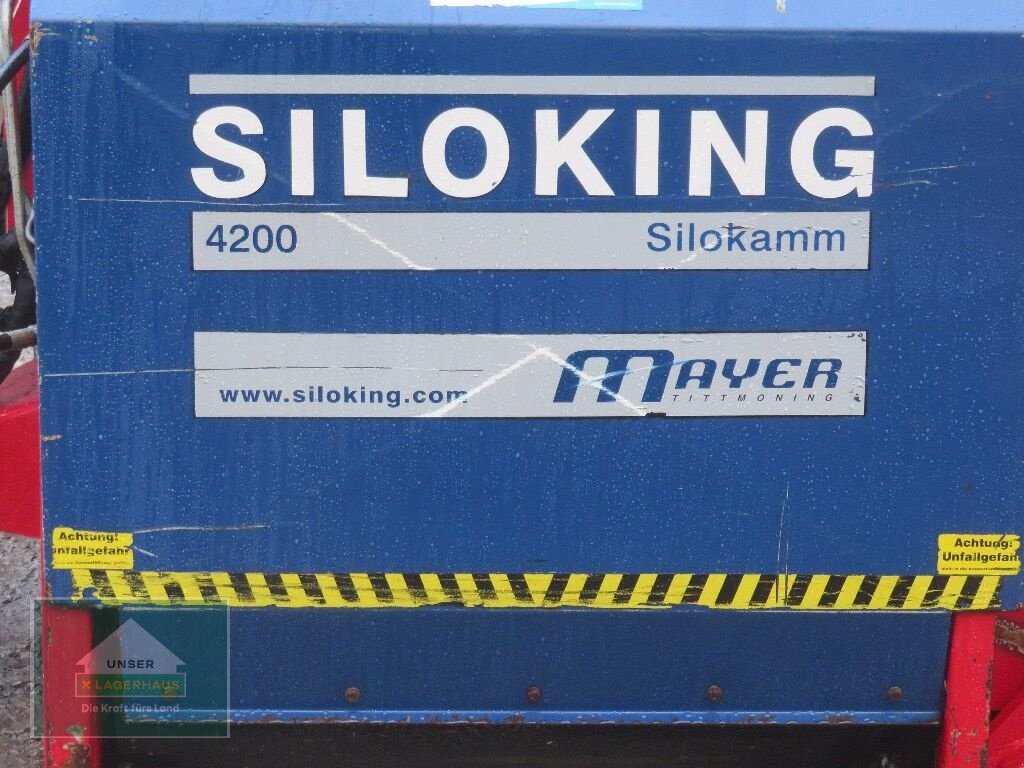 SILOKING
4200 Silokamm
www.siloking.com MAYER
TITTMONING
Achtung!
Unfallgefahr
Achtung!
Unfallgefahr
UNSER
X LAGERHAUS
Die Kraft fürs Land